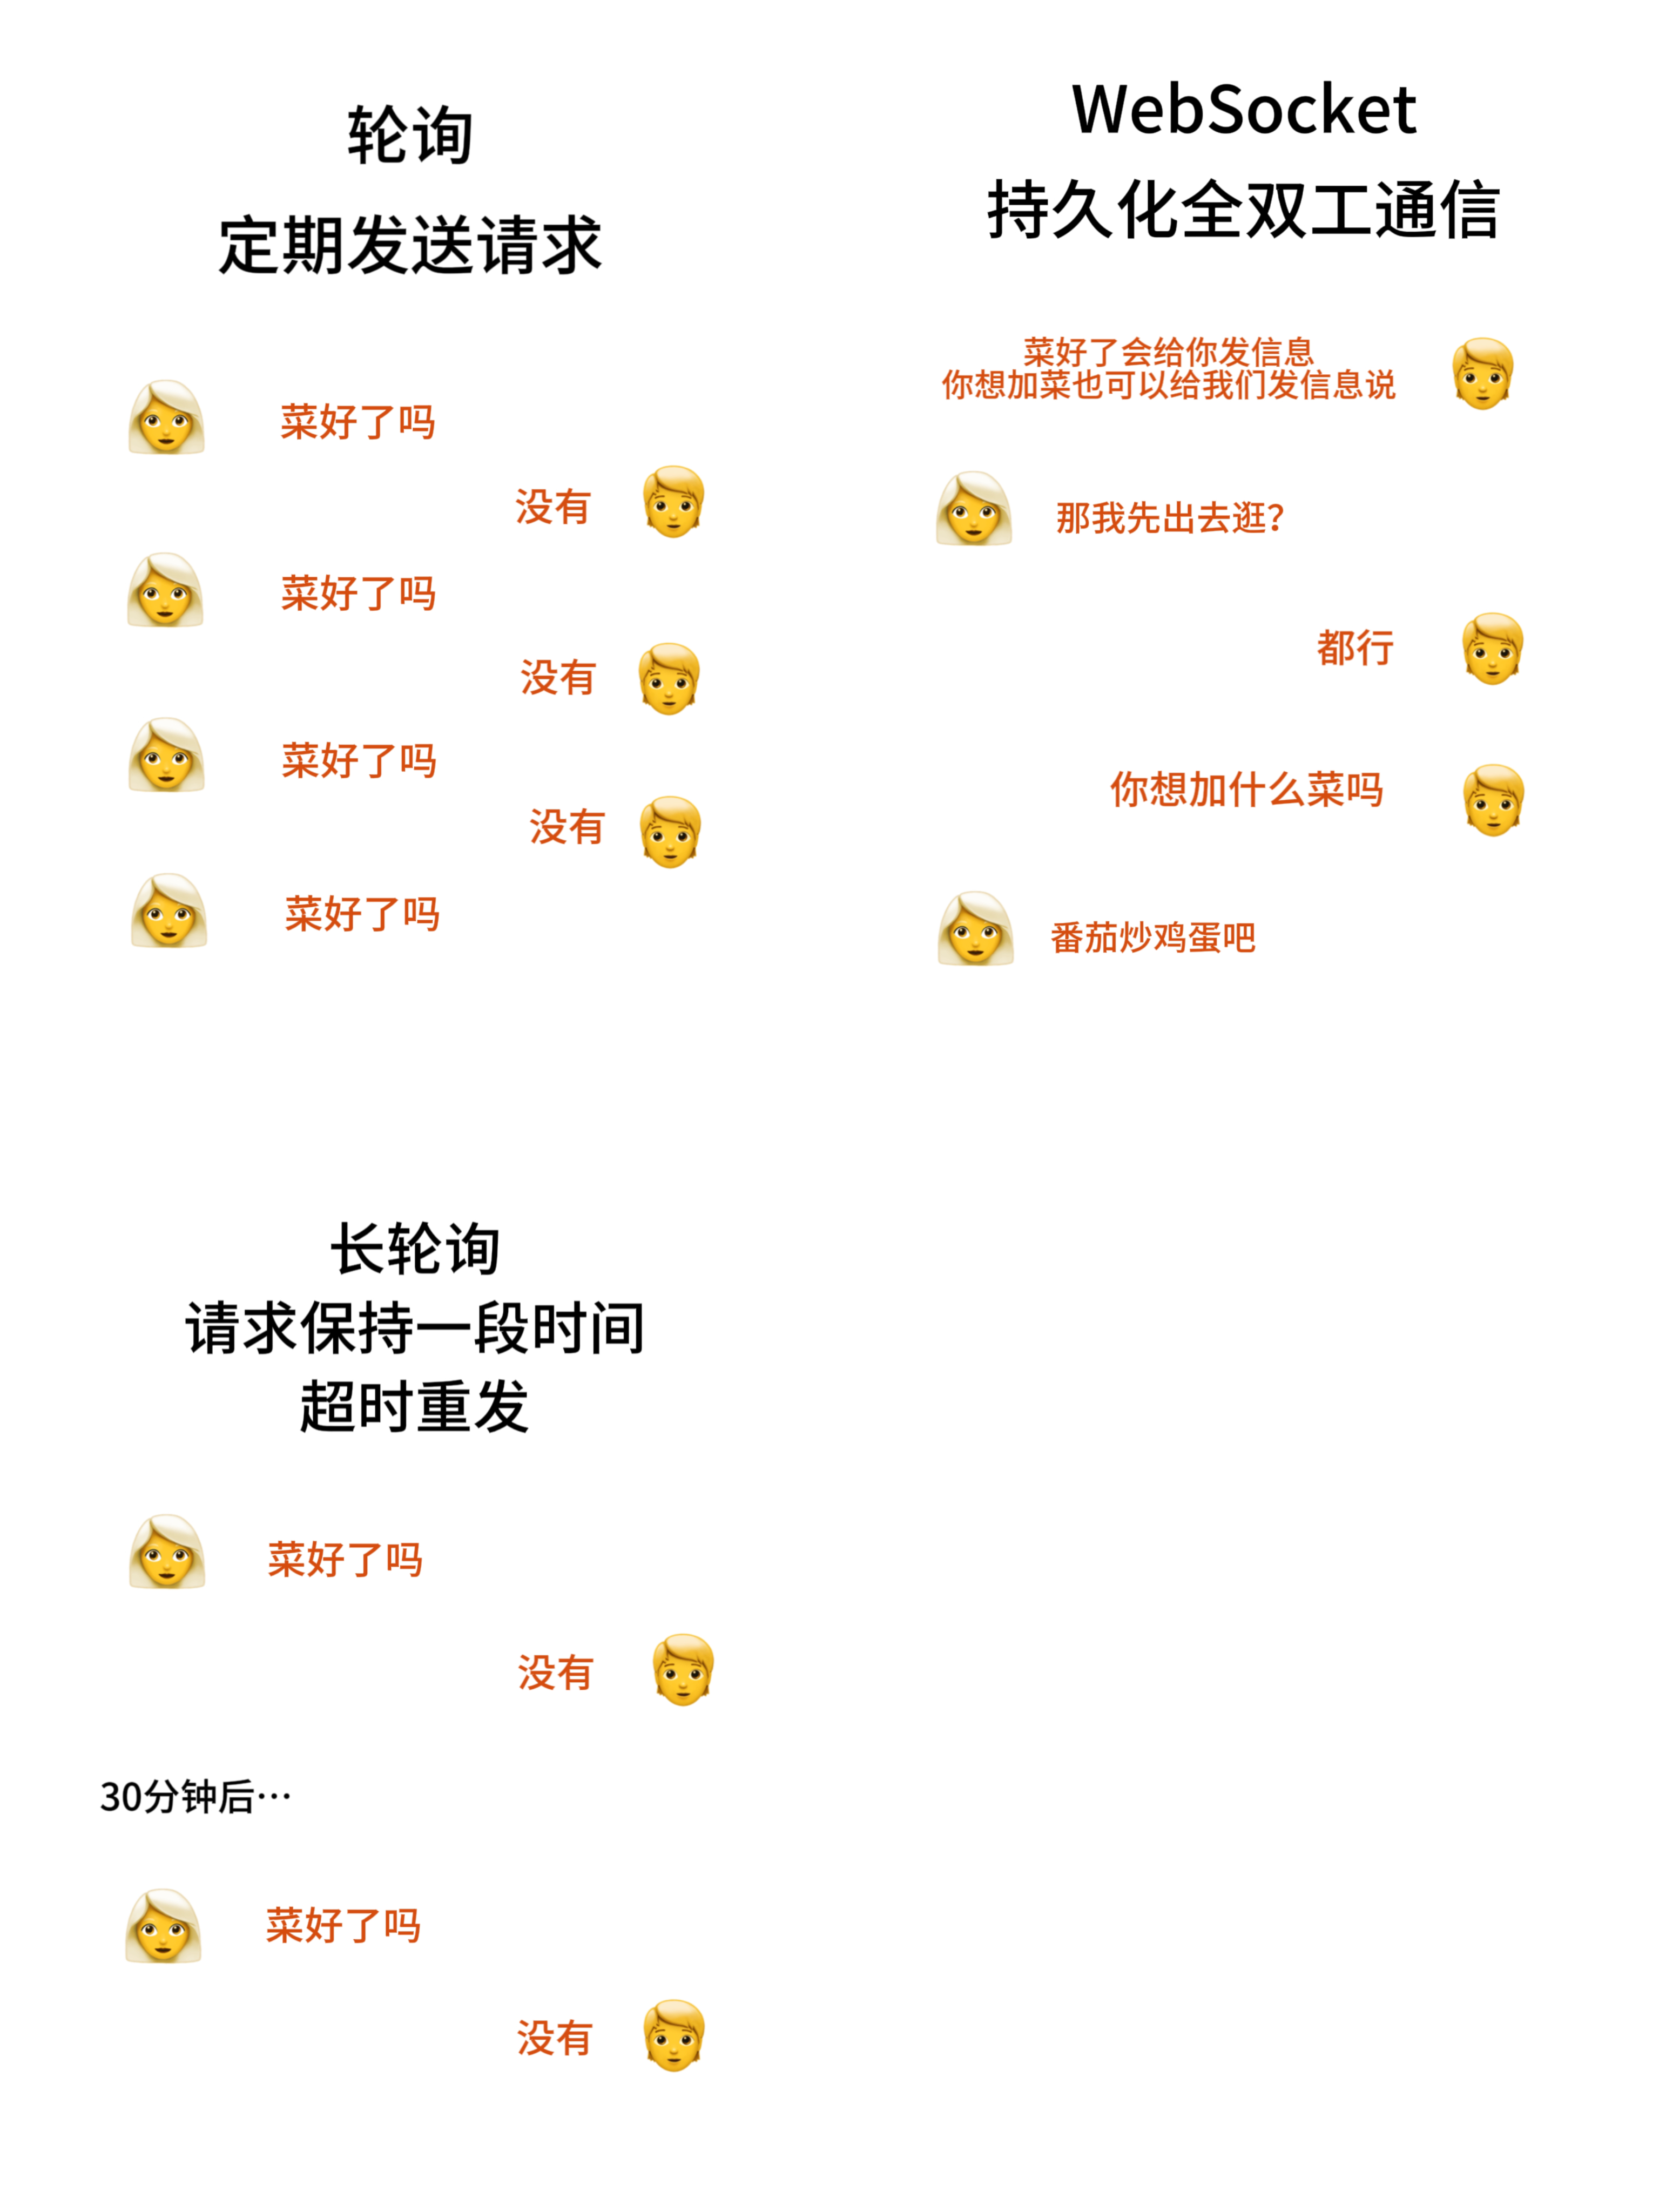 轮询
定期发送请求
菜好了吗
没有
菜好了吗
没有
菜好了吗
没有
菜好了吗
WebSocket
持久化全双工通信
菜好了会给你发信息
你想加菜也可以给我们发信息说
那我先出去逛?
都行
你想加什么菜吗
番茄炒鸡蛋吧
长轮询
请求保持一段时间
超时重发
菜好了吗
没有
30分钟后…
菜好了吗
没有